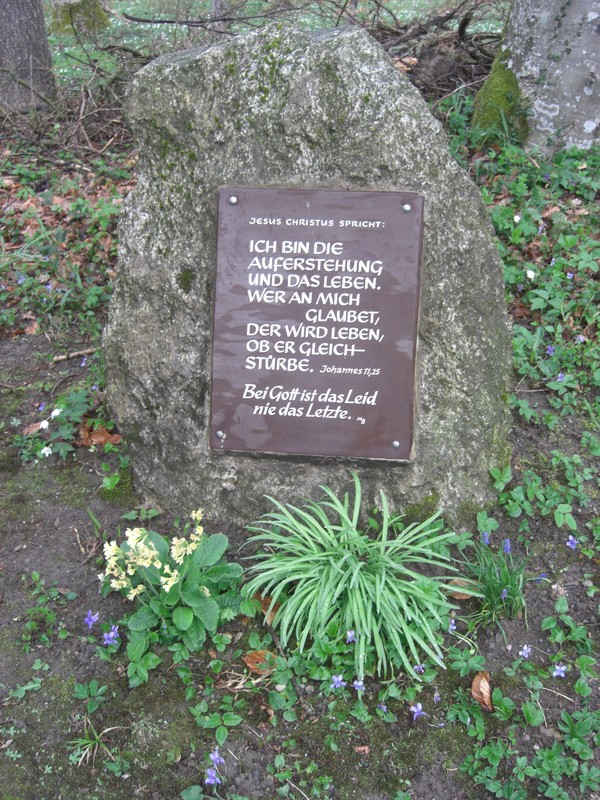 JESUS CHRISTUS SPRICHT:
ICH BIN DIE
AUFERSTEHUNG
UND DAS LEBEN.
WER AN MICH
GLAUBET,
DER WIRD LEBEN,
OB ER GLEICH
STÜRBE. Johannes 11,25
Bei Gott ist das Leid
nie das Letzte.